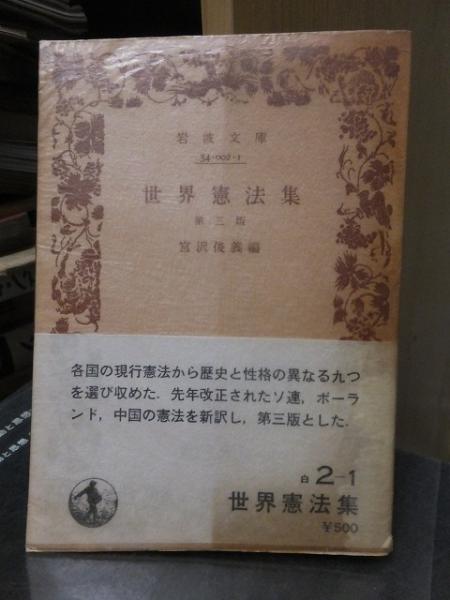 岩波文庫
34-002-1
世界憲法集
第三版
宮沢俊義編
各国の現行憲法から歴史と性格の異なる九つ
を選び収めた．先年改正されたソ連，ポーラ
ンド，中国の憲法を新訳し，第三版とした．
白 2-1
世界憲法集
￥500